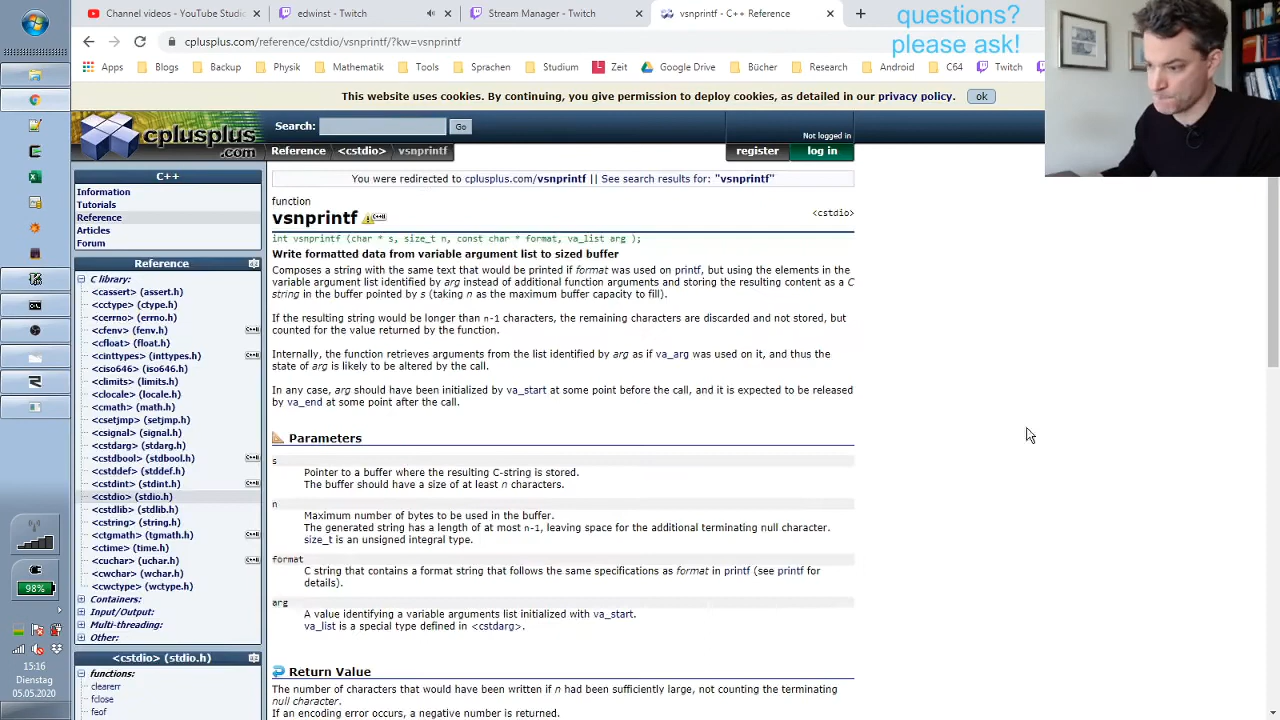 Channel videos - YouTube Studio
edwinst - Twitch
Stream Manager - Twitch
vsnprintf - C++ Reference
cplusplus.com/reference/cstdio/vsnprintf/?kw=vsnprintf
questions?
please ask!
Apps Blogs Backup Physik Mathematik Tools Sprachen Studium Zeit Google Drive Bücher Research Android C64 Twitch
This website uses cookies. By continuing, you give permission to deploy cookies, as detailed in our privacy policy. ok
cplusplus
.com
Search: Go
Not logged in
Reference <cstdio> vsnprintf
register log in
C++
Information
Tutorials
Reference
Articles
Forum
Reference
C library:
<cassert> (assert.h)
<cctype> (ctype.h)
<cerrno> (errno.h)
<cfenv> (fenv.h)
<cfloat> (float.h)
<cinttypes> (inttypes.h)
<ciso646> (iso646.h)
<climits> (limits.h)
<clocale> (locale.h)
<cmath> (math.h)
<csetjmp> (setjmp.h)
<csignal> (signal.h)
<cstdarg> (stdarg.h)
<cstdbool> (stdbool.h)
<cstddef> (stddef.h)
<cstdint> (stdint.h)
<cstdio> (stdio.h)
<cstdlib> (stdlib.h)
<cstring> (string.h)
<ctgmath> (tgmath.h)
<ctime> (time.h)
<cuchar> (uchar.h)
<cwchar> (wchar.h)
<cwctype> (wctype.h)
Containers:
Input/Output:
Multi-threading:
Other:
<cstdio> (stdio.h)
functions:
clearerr
fclose
feof
You were redirected to cplusplus.com/vsnprintf || See search results for: "vsnprintf"
function
vsnprintf
<cstdio>
int vsnprintf (char * s, size_t n, const char * format, va_list arg );
Write formatted data from variable argument list to sized buffer
Composes a string with the same text that would be printed if format was used on printf, but using the elements in the
variable argument list identified by arg instead of additional function arguments and storing the resulting content as a C
string in the buffer pointed by s (taking n as the maximum buffer capacity to fill).
If the resulting string would be longer than n-1 characters, the remaining characters are discarded and not stored, but
counted for the value returned by the function.
Internally, the function retrieves arguments from the list identified by arg as if va_arg was used on it, and thus the
state of arg is likely to be altered by the call.
In any case, arg should have been initialized by va_start at some point before the call, and it is expected to be released
by va_end at some point after the call.
Parameters
s
Pointer to a buffer where the resulting C-string is stored.
The buffer should have a size of at least n characters.
n
Maximum number of bytes to be used in the buffer.
The generated string has a length of at most n-1, leaving space for the additional terminating null character.
size_t is an unsigned integral type.
format
C string that contains a format string that follows the same specifications as format in printf (see printf for
details).
arg
A value identifying a variable arguments list initialized with va_start.
va_list is a special type defined in <cstdarg>.
Return Value
The number of characters that would have been written if n had been sufficiently large, not counting the terminating
null character.
If an encoding error occurs, a negative number is returned.
98%
15:16
Dienstag
05.05.2020